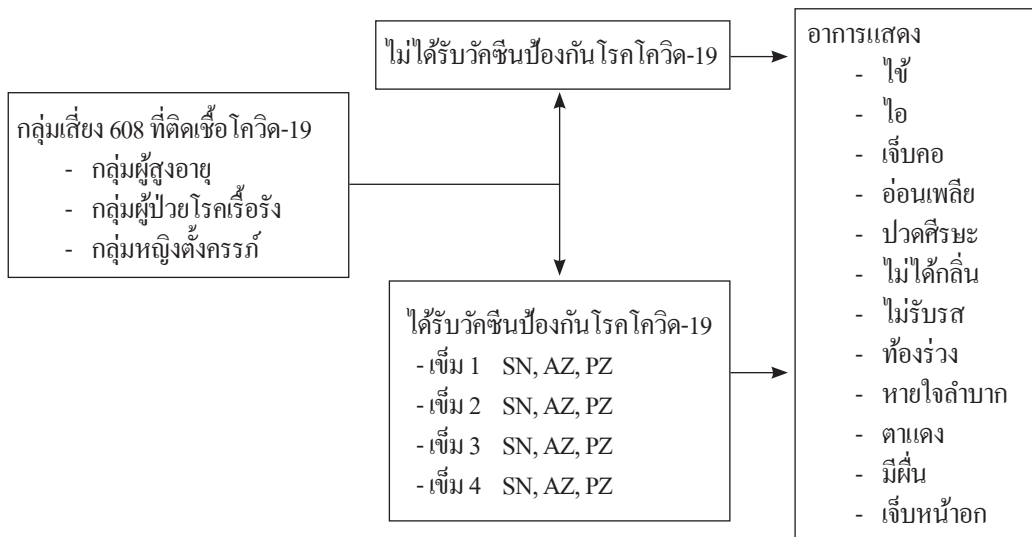 กลุ่มเสี่ยง 608 ที่ติดเชื้อโควิด-19
- กลุ่มผู้สูงอายุ
- กลุ่มผู้ป่วยโรคเรื้อรัง
- กลุ่มหญิงตั้งครรภ์
ไม่ได้รับวัคซีนป้องกันโรคโควิด-19
ได้รับวัคซีนป้องกันโรคโควิด-19
- เข็ม 1 SN, AZ, PZ
- เข็ม 2 SN, AZ, PZ
- เข็ม 3 SN, AZ, PZ
- เข็ม 4 SN, AZ, PZ
อาการแสดง
- ไข้
- ไอ
- เจ็บคอ
- อ่อนเพลีย
- ปวดศีรษะ
- ไม่ได้กลิ่น
- ไม่รับรส
- ท้องร่วง
- หายใจลำบาก
- ตาแดง
- มีผื่น
- เจ็บหน้าอก